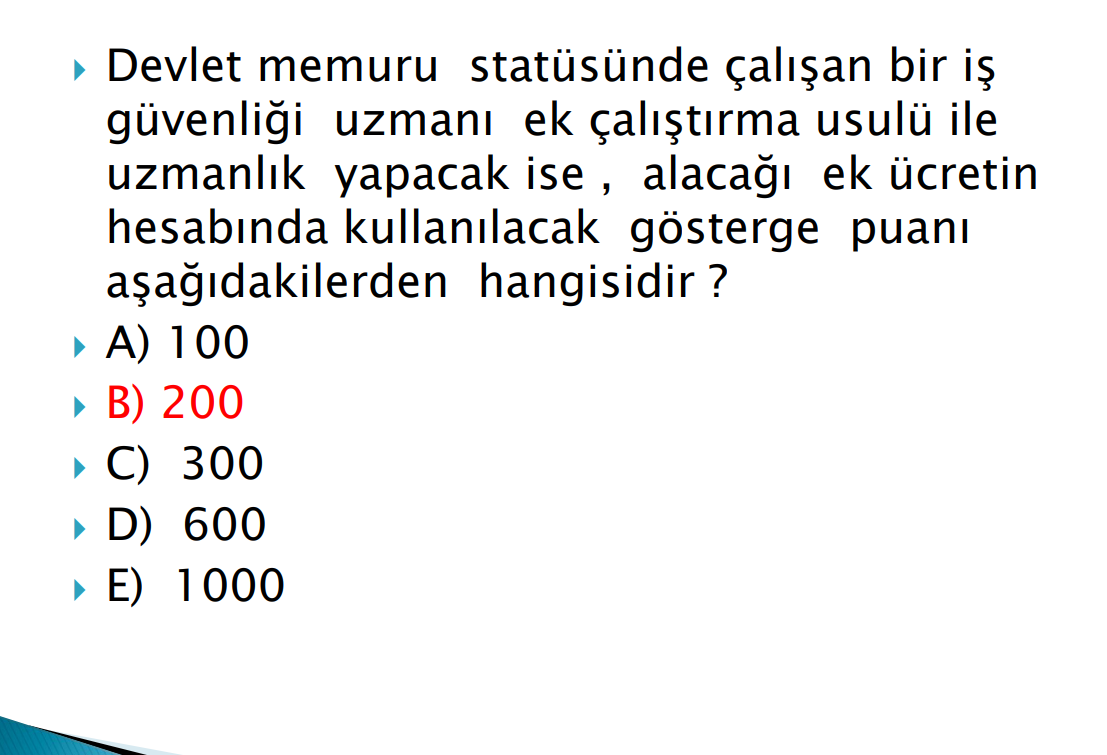 Devlet memuru statüsünde çalışan bir iş
güvenliği uzmanı ek çalıştırma usulü ile
uzmanlık yapacak ise , alacağı ek ücretin
hesabında kullanılacak gösterge puanı
aşağıdakilerden hangisidir ?
A) 100
B) 200
C) 300
D) 600
E) 1000